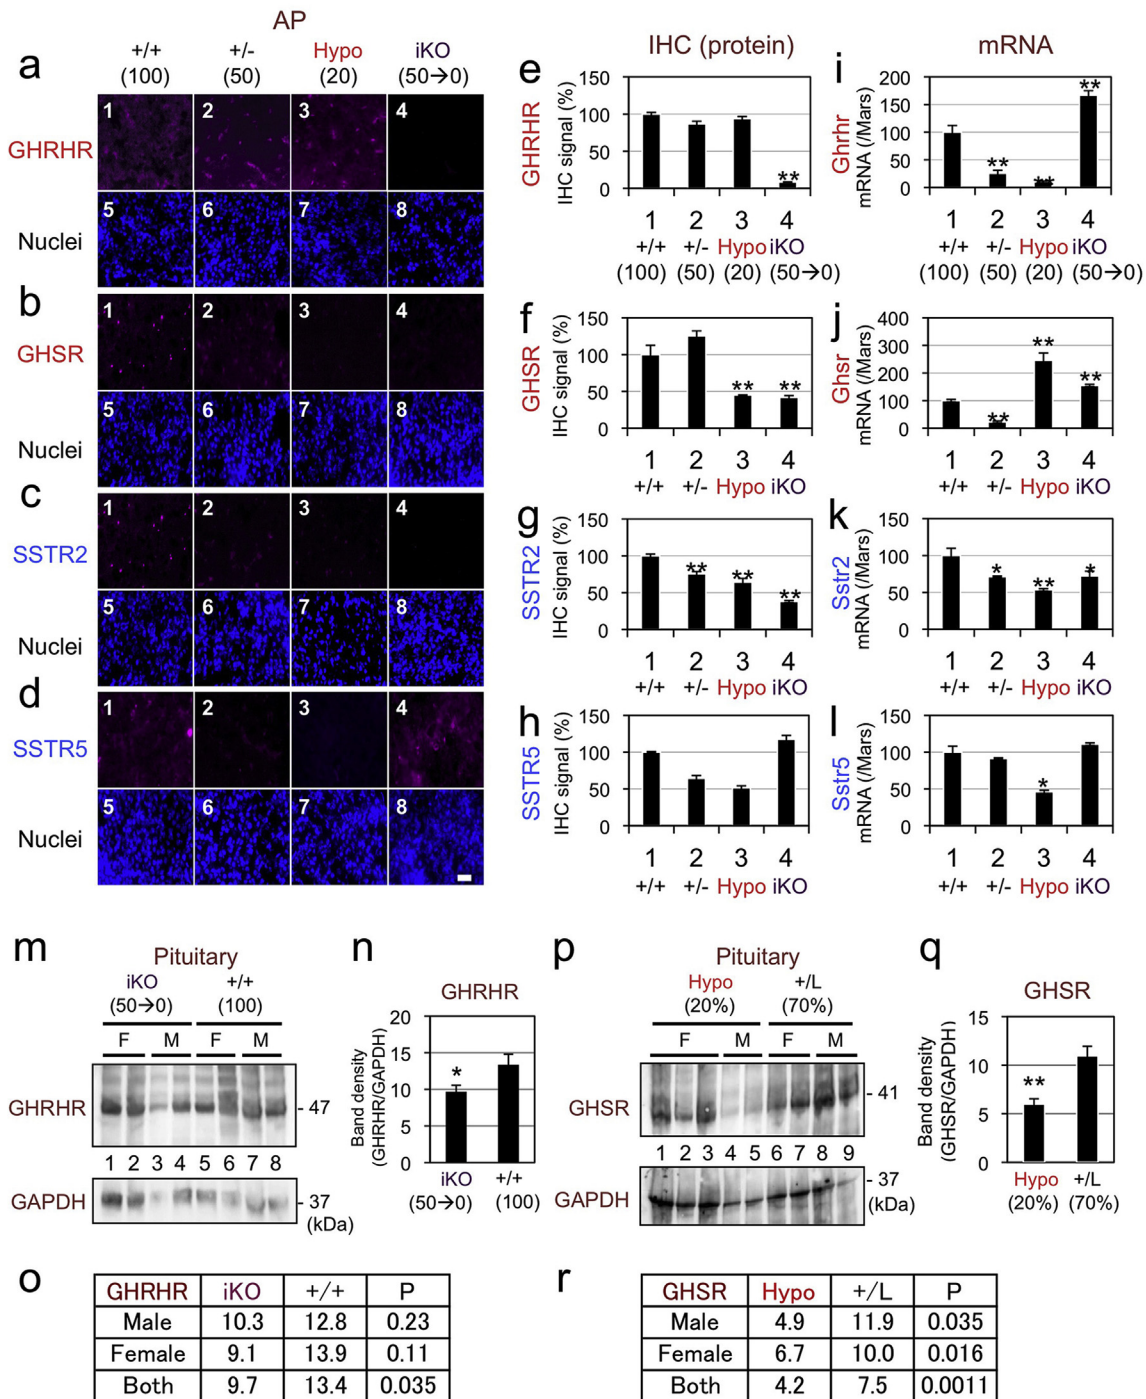 AP
+/+ +/- Hypo iKO
(100) (50) (20) (50→0)
a
GHRHR
1 2 3 4
Nuclei
5 6 7 8
b
GHSR
1 2 3 4
Nuclei
5 6 7 8
c
SSTR2
1 2 3 4
Nuclei
5 6 7 8
d
SSTR5
1 2 3 4
Nuclei
5 6 7 8
IHC (protein)
e
GHRHR
IHC signal (%)
150
100
50
0
**
1 2 3 4
+/+ +/- Hypo iKO
(100) (50) (20) (50→0)
f
GHSR
IHC signal (%)
150
100
50
0
** **
1 2 3 4
+/+ +/- Hypo iKO
g
SSTR2
IHC signal (%)
150
100
50
0
** ** **
1 2 3 4
+/+ +/- Hypo iKO
h
SSTR5
IHC signal (%)
150
100
50
0
1 2 3 4
+/+ +/- Hypo iKO
mRNA
i
Ghrhr
mRNA (/Mars)
200
150
100
50
0
** ** **
1 2 3 4
+/+ +/- Hypo iKO
(100) (50) (20) (50→0)
j
Ghsr
mRNA (/Mars)
400
300
200
100
0
** ** **
1 2 3 4
+/+ +/- Hypo iKO
k
Sstr2
mRNA (/Mars)
150
100
50
0
* ** *
1 2 3 4
+/+ +/- Hypo iKO
l
Sstr5
mRNA (/Mars)
150
100
50
0
*
1 2 3 4
+/+ +/- Hypo iKO
m
Pituitary
iKO +/+
(50→0) (100)
F M F M
GHRHR
- 47
1 2 3 4 5 6 7 8
GAPDH
- 37
(kDa)
n
GHRHR
Band density
(GHRHR/GAPDH)
20
15
10
5
0
*
iKO +/+
(50→0) (100)
o
GHRHR iKO +/+ P
Male 10.3 12.8 0.23
Female 9.1 13.9 0.11
Both 9.7 13.4 0.035
p
Pituitary
Hypo +/L
(20%) (70%)
F M F M
GHSR
- 41
1 2 3 4 5 6 7 8 9
GAPDH
- 37
(kDa)
q
GHSR
Band density
(GHSR/GAPDH)
15
10
5
0
**
Hypo +/L
(20%) (70%)
r
GHSR Hypo +/L P
Male 4.9 11.9 0.035
Female 6.7 10.0 0.016
Both 4.2 7.5 0.0011